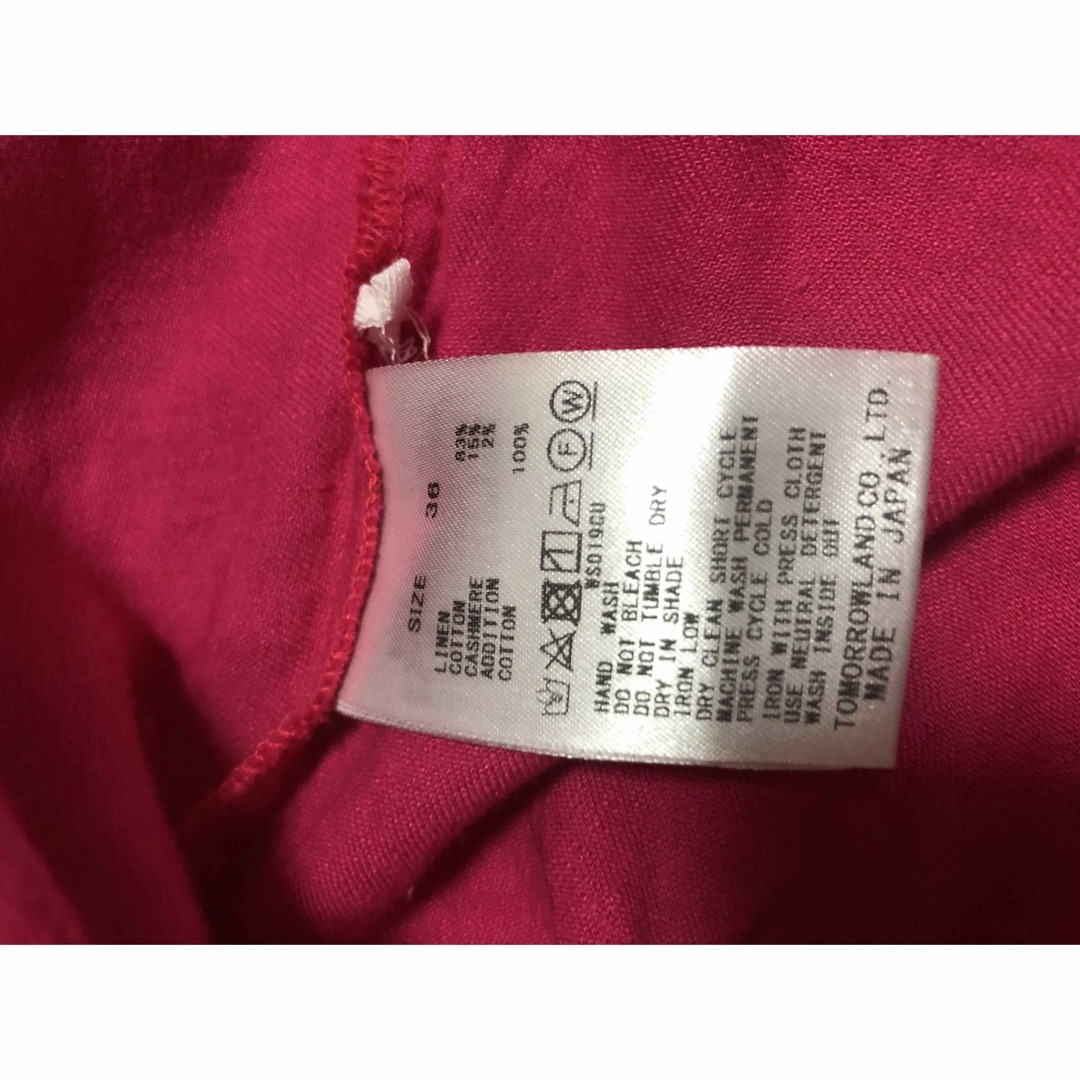 SIZE 36
LINEN 83%
COTTON 15%
CASHMERE 2%
ADDITION
COTTON 100%
F W
WS019CU
HAND WASH
DO NOT BLEACH
DO NOT TUMBLE DRY
DRY IN SHADE
IRON LOW
DRY CLEAN SHORT CYCLE
MACHINE WASH PERMANENT
PRESS CYCLE COLD
IRON WITH PRESS CLOTH
USE NEUTRAL DETERGENT
WASH INSIDE OUT
TOMORROWLAND CO.,LTD.
MADE IN JAPAN